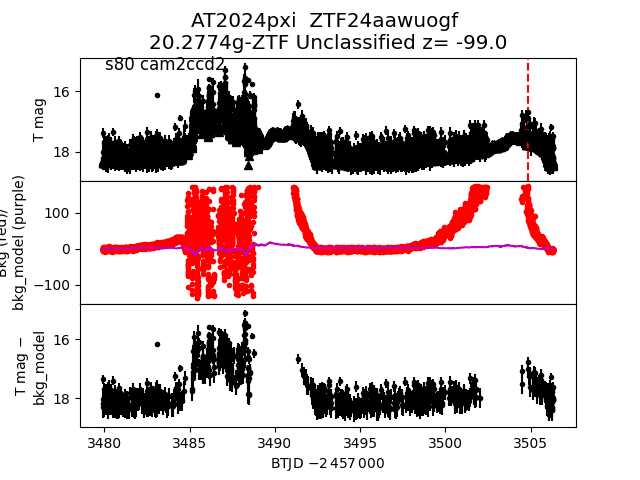 AT2024pxi  ZTF24aawuogf
20.2774g-ZTF Unclassified z= -99.0
s80 cam2ccd2
T mag
16
18
Bkg (red)/
bkg_model (purple)
100
0
−100
T mag −
bkg_model
16
18
3480
3485
3490
3495
3500
3505
BTJD −2 457 000